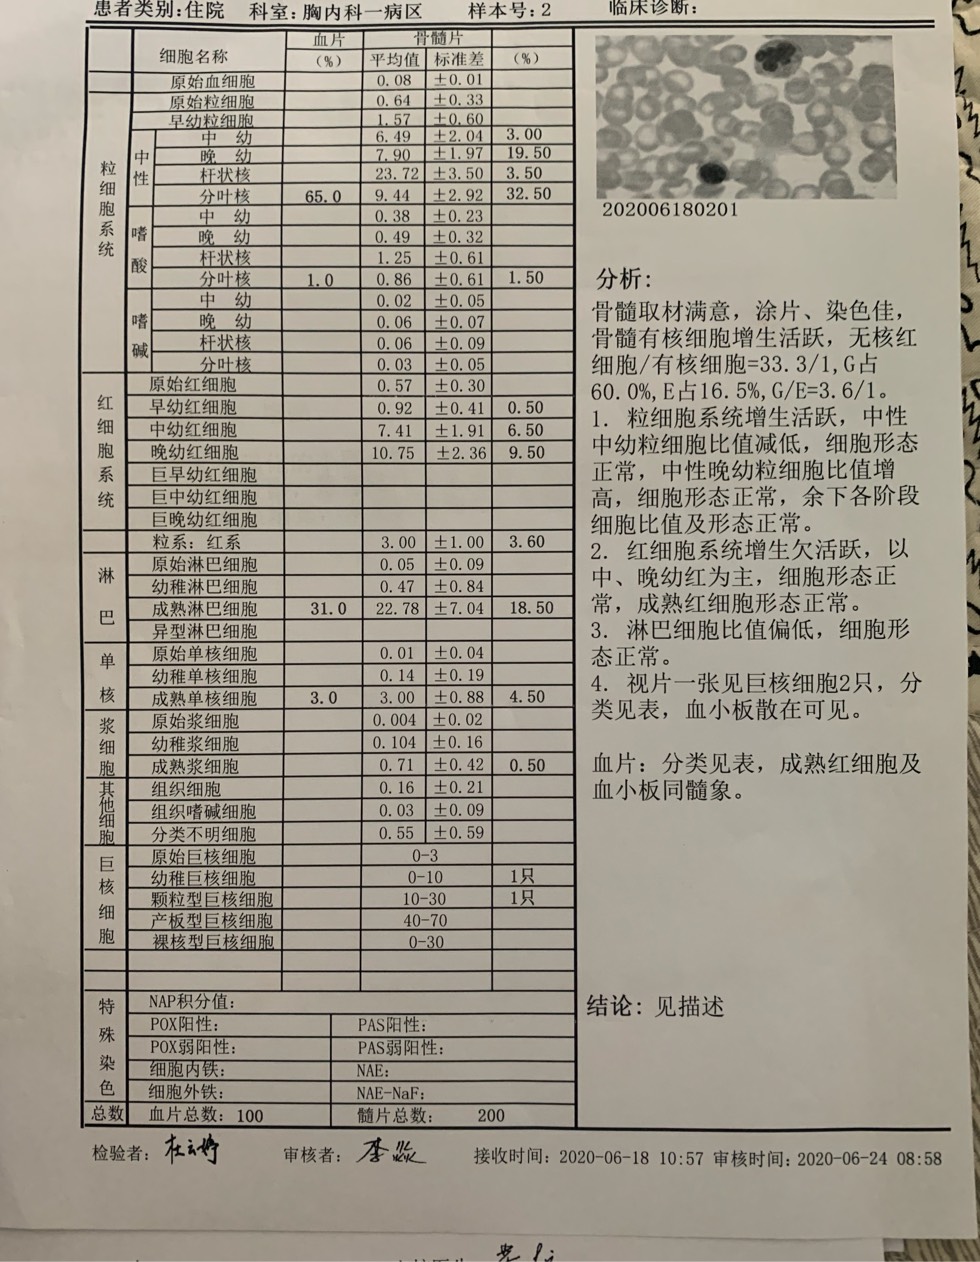 患者类别:住院 科室:胸内科一病区 样本号:2 临床诊断:
细胞名称 血片 骨髓片
(%) 平均值 标准差 (%)
原始血细胞 0.08 ±0.01
粒细胞系统
原始粒细胞 0.64 ±0.33
早幼粒细胞 1.57 ±0.60
中性
中 幼 6.49 ±2.04 3.00
晚 幼 7.90 ±1.97 19.50
杆状核 23.72 ±3.50 3.50
分叶核 65.0 9.44 ±2.92 32.50
嗜酸
中 幼 0.38 ±0.23
晚 幼 0.49 ±0.32
杆状核 1.25 ±0.61
分叶核 1.0 0.86 ±0.61 1.50
嗜碱
中 幼 0.02 ±0.05
晚 幼 0.06 ±0.07
杆状核 0.06 ±0.09
分叶核 0.03 ±0.05
红细胞系统
原始红细胞 0.57 ±0.30
早幼红细胞 0.92 ±0.41 0.50
中幼红细胞 7.41 ±1.91 6.50
晚幼红细胞 10.75 ±2.36 9.50
巨早幼红细胞
巨中幼红细胞
巨晚幼红细胞
粒系:红系 3.00 ±1.00 3.60
淋巴
原始淋巴细胞 0.05 ±0.09
幼稚淋巴细胞 0.47 ±0.84
成熟淋巴细胞 31.0 22.78 ±7.04 18.50
异型淋巴细胞
单核
原始单核细胞 0.01 ±0.04
幼稚单核细胞 0.14 ±0.19
成熟单核细胞 3.0 3.00 ±0.88 4.50
浆细胞
原始浆细胞 0.004 ±0.02
幼稚浆细胞 0.104 ±0.16
成熟浆细胞 0.71 ±0.42 0.50
其他细胞
组织细胞 0.16 ±0.21
组织嗜碱细胞 0.03 ±0.09
分类不明细胞 0.55 ±0.59
巨核细胞
原始巨核细胞 0-3
幼稚巨核细胞 0-10 1只
颗粒型巨核细胞 10-30 1只
产板型巨核细胞 40-70
裸核型巨核细胞 0-30
特殊染色
NAP积分值:
POX阳性: PAS阳性:
POX弱阳性: PAS弱阳性:
细胞内铁: NAE:
细胞外铁: NAE-NaF:
总数 血片总数: 100 髓片总数: 200
202006180201
分析:
骨髓取材满意，涂片、染色佳，
骨髓有核细胞增生活跃，无核红
细胞/有核细胞=33.3/1,G占
60.0%,E占16.5%,G/E=3.6/1。
1. 粒细胞系统增生活跃，中性
中幼粒细胞比值减低，细胞形态
正常，中性晚幼粒细胞比值增
高，细胞形态正常，余下各阶段
细胞比值及形态正常。
2. 红细胞系统增生欠活跃，以
中、晚幼红为主，细胞形态正
常，成熟红细胞形态正常。
3. 淋巴细胞比值偏低，细胞形
态正常。
4. 视片一张见巨核细胞2只，分
类见表，血小板散在可见。
血片: 分类见表，成熟红细胞及
血小板同髓象。
结论: 见描述
检验者: 杜云婷 审核者: 李 接收时间: 2020-06-18 10:57 审核时间: 2020-06-24 08:58